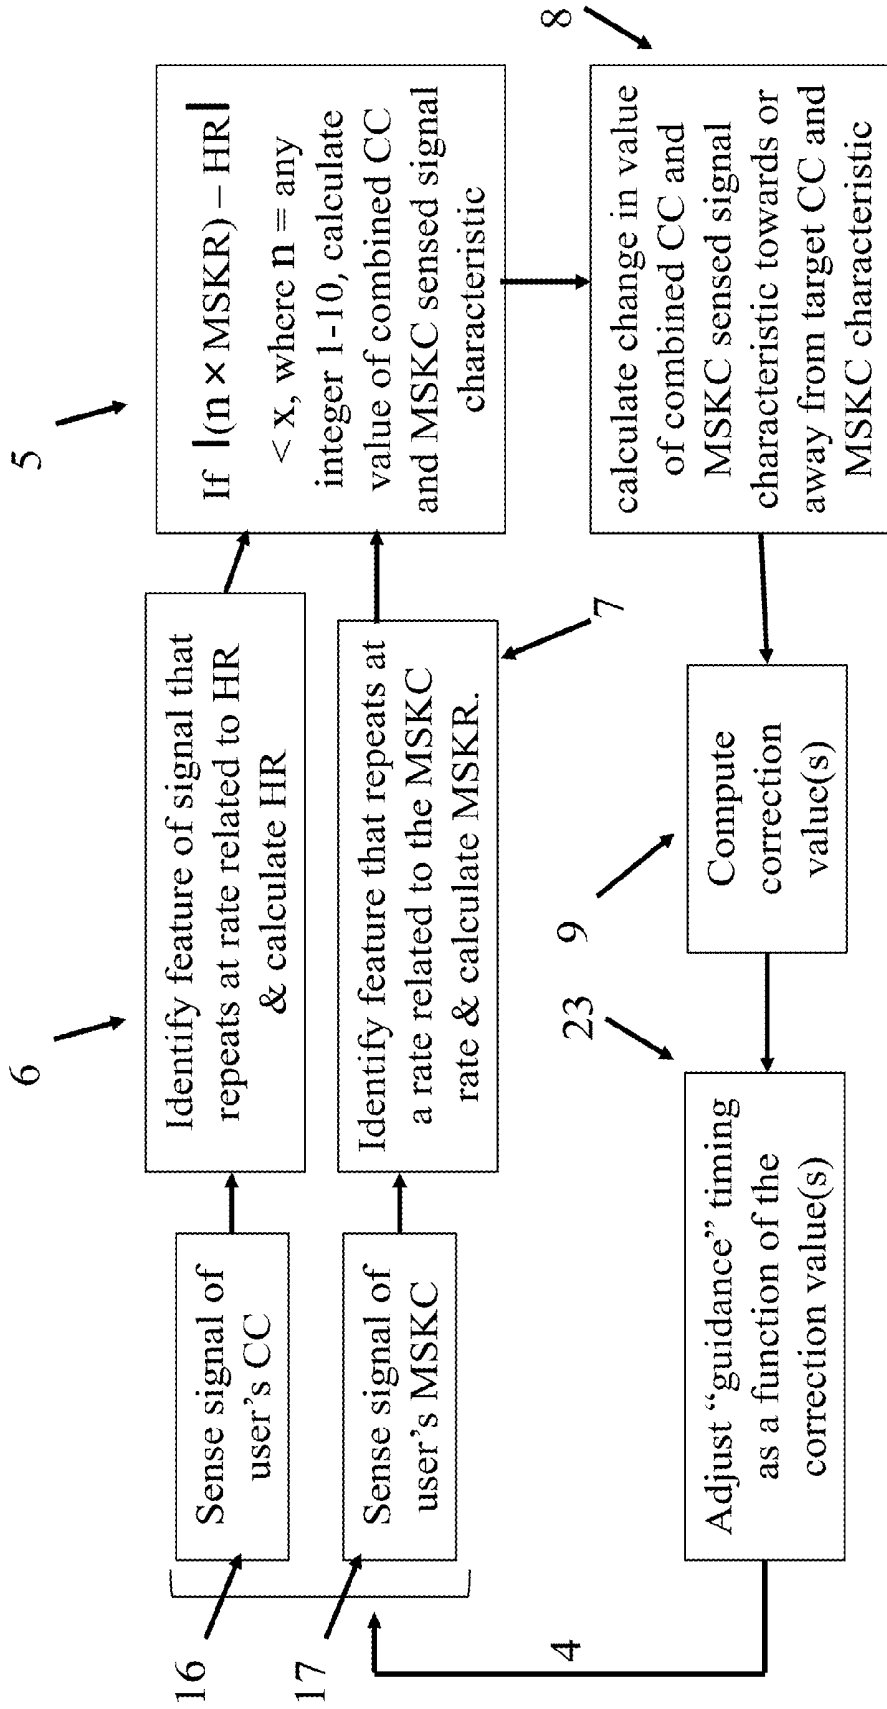 16
Sense signal of
user's CC
17
Sense signal of
user's MSKC
6
Identify feature of signal that
repeats at rate related to HR
& calculate HR
7
Identify feature that repeats at
a rate related to the MSKC
rate & calculate MSKR.
5
If |(n × MSKR) – HR|
< x, where n = any
integer 1-10, calculate
value of combined CC
and MSKC sensed signal
characteristic
8
calculate change in value
of combined CC and
MSKC sensed signal
characteristic towards or
away from target CC and
MSKC characteristic
9
Compute
correction
value(s)
23
Adjust “guidance” timing
as a function of the
correction value(s)
4